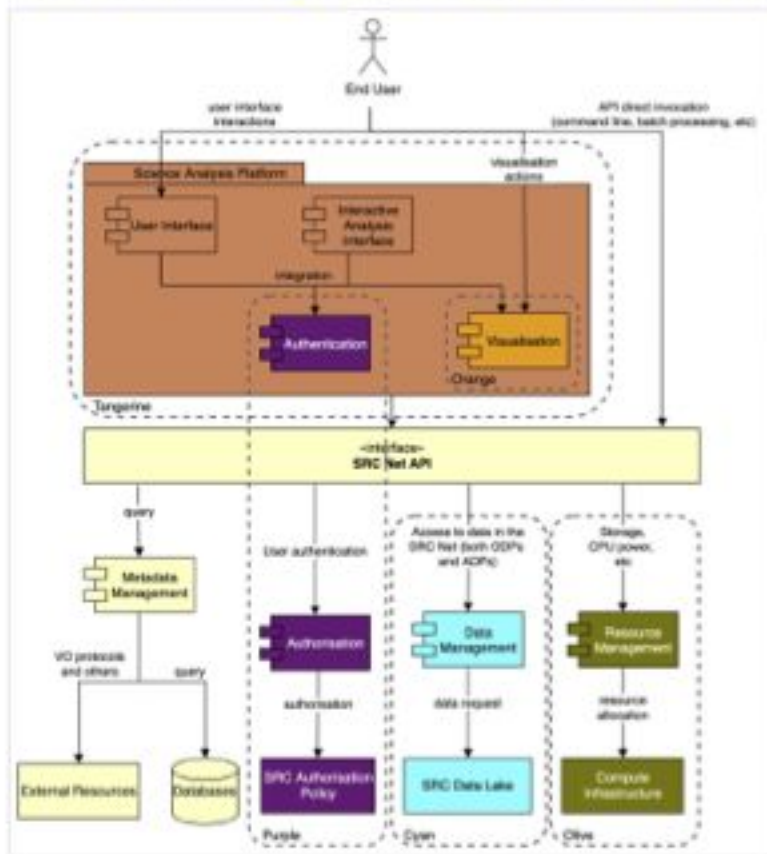 End User
user interface
interactions
API direct invocation
(command line, batch processing, etc)
visualisation
actions
Science Analysis Platform
User Interface
Interactive
Analysis
Interface
integration
Authentication
Visualisation
Orange
Tangerine
<interface>
SRC Net API
query
User authentication
Access to data in the
SRC Net (both ODPs
and ADPs)
Storage,
CPU power,
etc
Metadata
Management
Authorisation
Data
Management
Resource
Management
VO protocols
and others
query
authorisation
data request
resource
allocation
External Resources
Databases
SRC Authorisation
Policy
SRC Data Lake
Compute
Infrastructure
Purple
Cyan
Olive